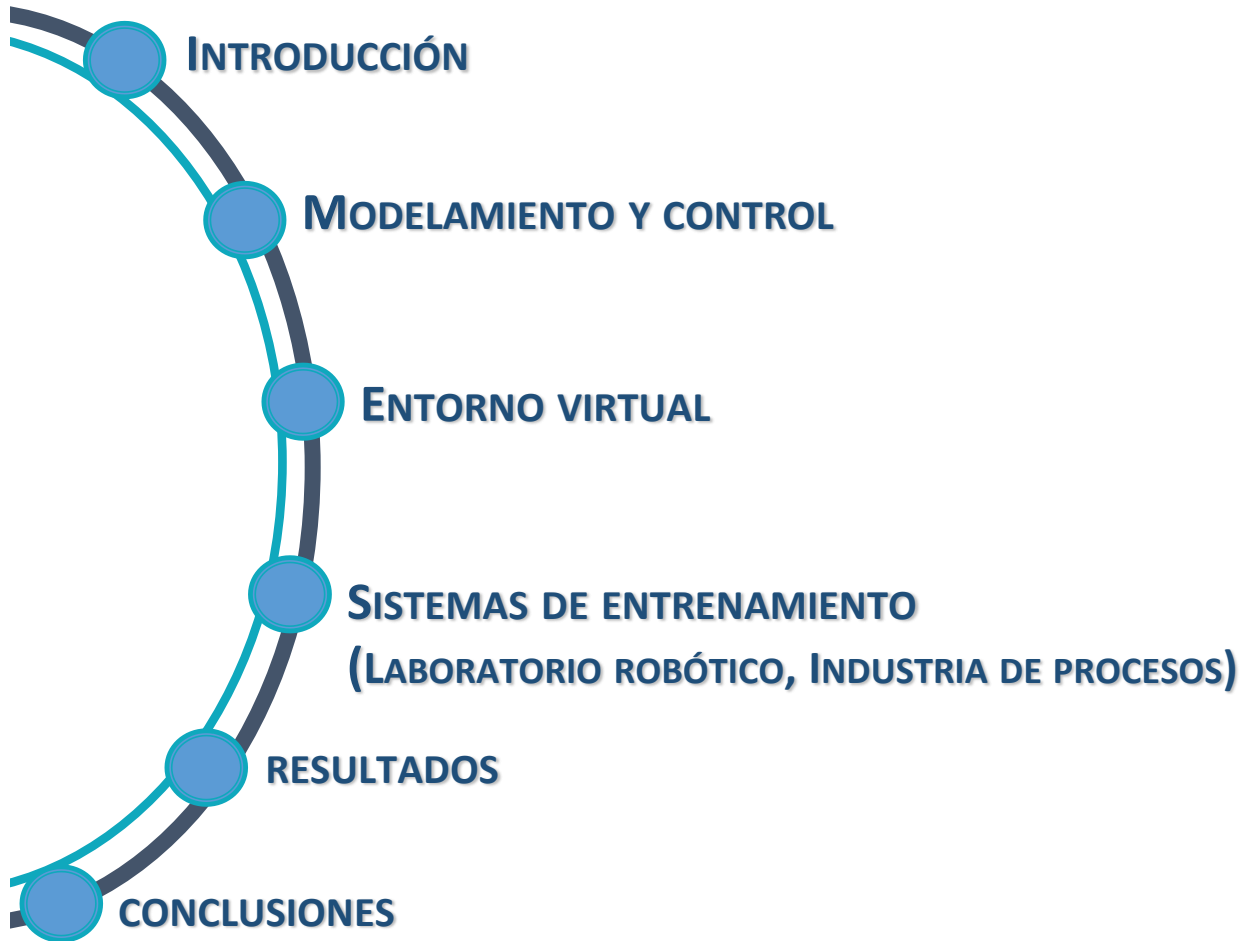 INTRODUCCIÓN
MODELAMIENTO Y CONTROL
ENTORNO VIRTUAL
SISTEMAS DE ENTRENAMIENTO
(LABORATORIO ROBÓTICO, INDUSTRIA DE PROCESOS)
RESULTADOS
CONCLUSIONES